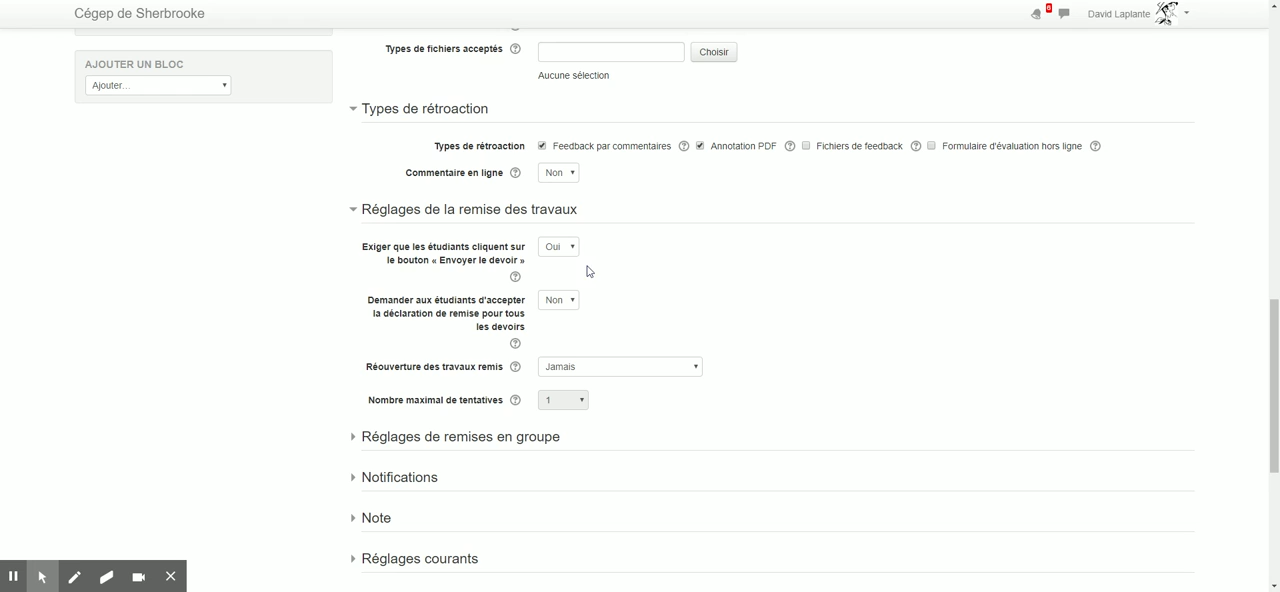 Cégep de Sherbrooke
6
David Laplante
AJOUTER UN BLOC
Ajouter...
Types de fichiers acceptés
Choisir
Aucune sélection
Types de rétroaction
Types de rétroaction
Feedback par commentaires
Annotation PDF
Fichiers de feedback
Formulaire d'évaluation hors ligne
Commentaire en ligne
Non
Réglages de la remise des travaux
Exiger que les étudiants cliquent sur
le bouton « Envoyer le devoir »
Oui
Demander aux étudiants d'accepter
la déclaration de remise pour tous
les devoirs
Non
Réouverture des travaux remis
Jamais
Nombre maximal de tentatives
1
Réglages de remises en groupe
Notifications
Note
Réglages courants